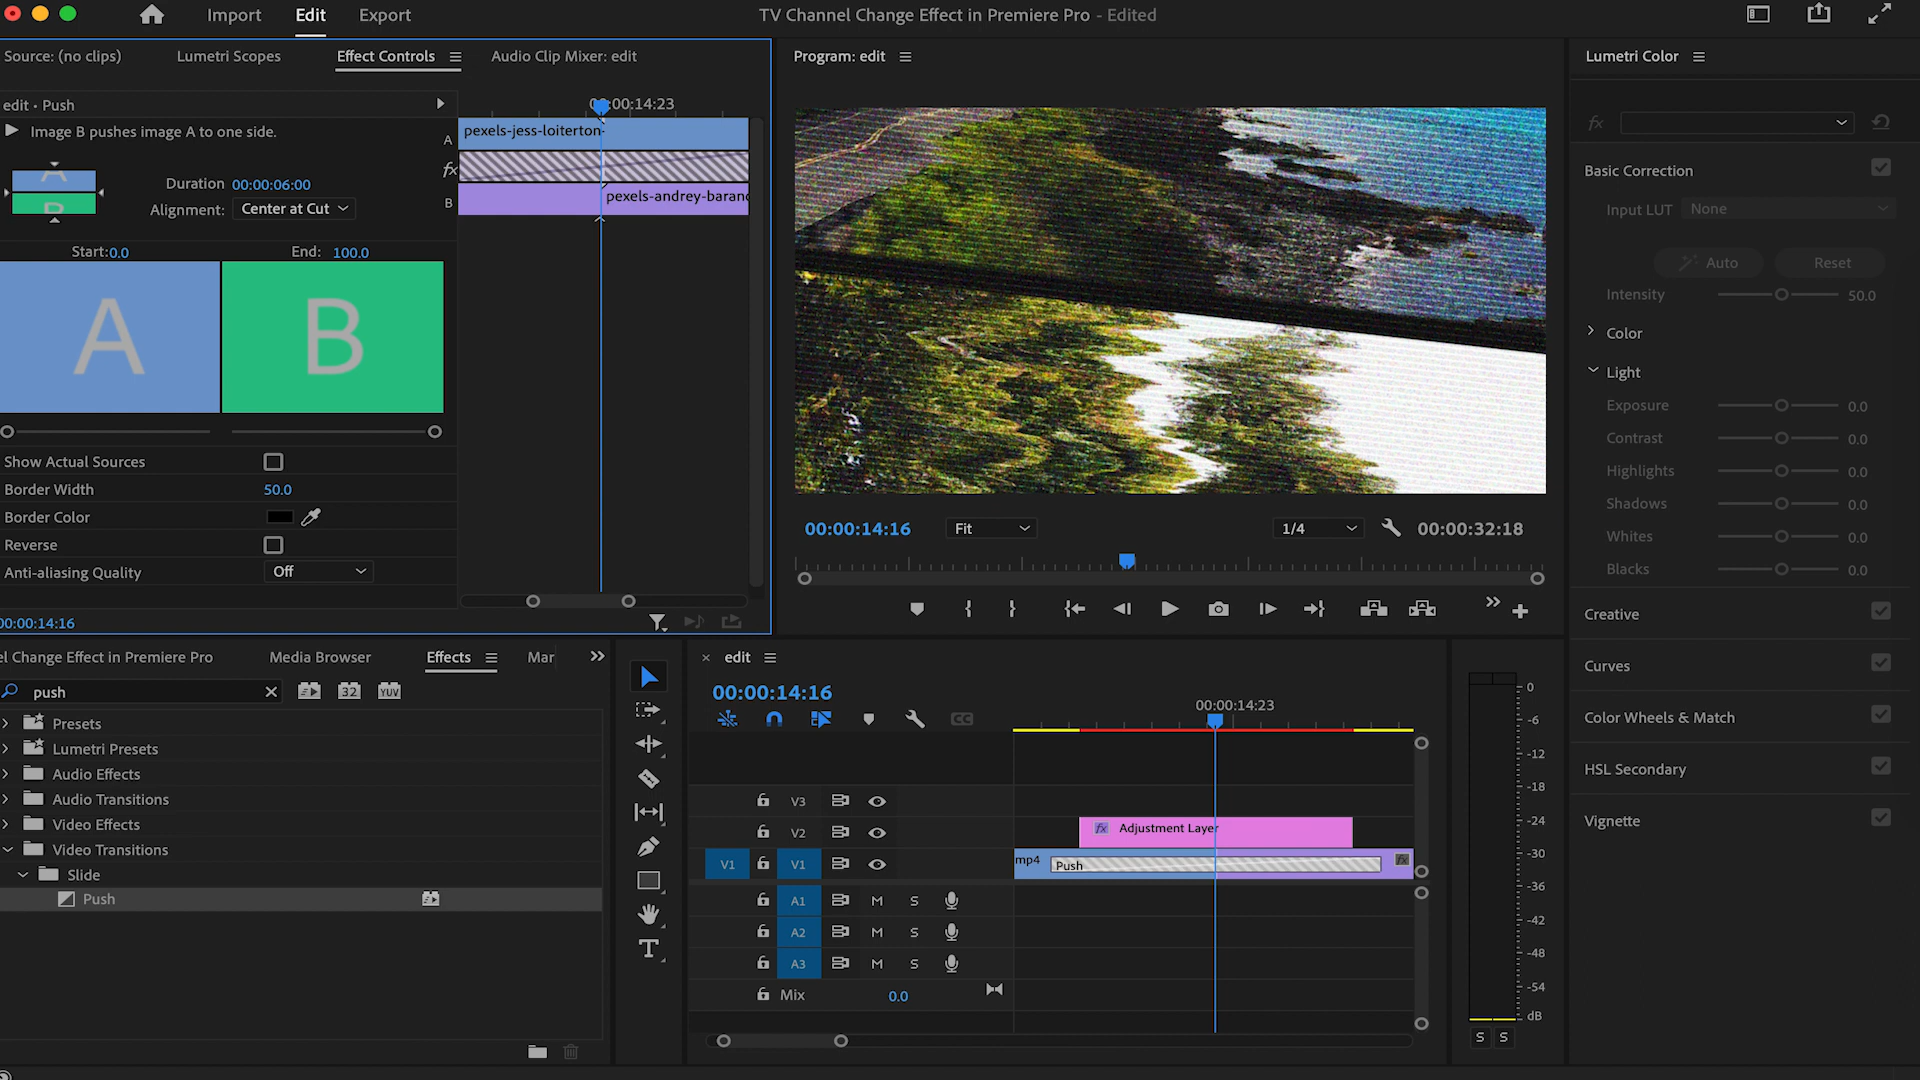 Import Edit Export TV Channel Change Effect in Premiere Pro - Edited
Source: (no clips) Lumetri Scopes Effect Controls Audio Clip Mixer: edit
edit • Push
Image B pushes image A to one side.
Duration 00:00:06:00
Alignment: Center at Cut
Start:0.0 End: 100.0
A B
Show Actual Sources
Border Width 50.0
Border Color
Reverse
Anti-aliasing Quality Off
00:00:14:16
:00:14:23
A pexels-jess-loiterton-
fx
B pexels-andrey-baranc
Program: edit
00:00:14:16 Fit 1/4 00:00:32:18
Lumetri Color
fx
Basic Correction
Input LUT None
Auto Reset
Intensity 50.0
Color
Light
Exposure 0.0
Contrast 0.0
Highlights 0.0
Shadows 0.0
Whites 0.0
Blacks 0.0
Creative
Curves
Color Wheels & Match
HSL Secondary
Vignette
el Change Effect in Premiere Pro Media Browser Effects Mar
push 32 YUV
Presets
Lumetri Presets
Audio Effects
Audio Transitions
Video Effects
Video Transitions
Slide
Push
T
edit
00:00:14:16
00:00:14:23
CC
V3
V2 fx Adjustment Layer
V1 V1 mp4 Push fx
A1 M S
A2 M S
A3 M S
Mix 0.0
0
-6
-12
-18
-24
-30
-36
-42
-48
-54
dB
S S